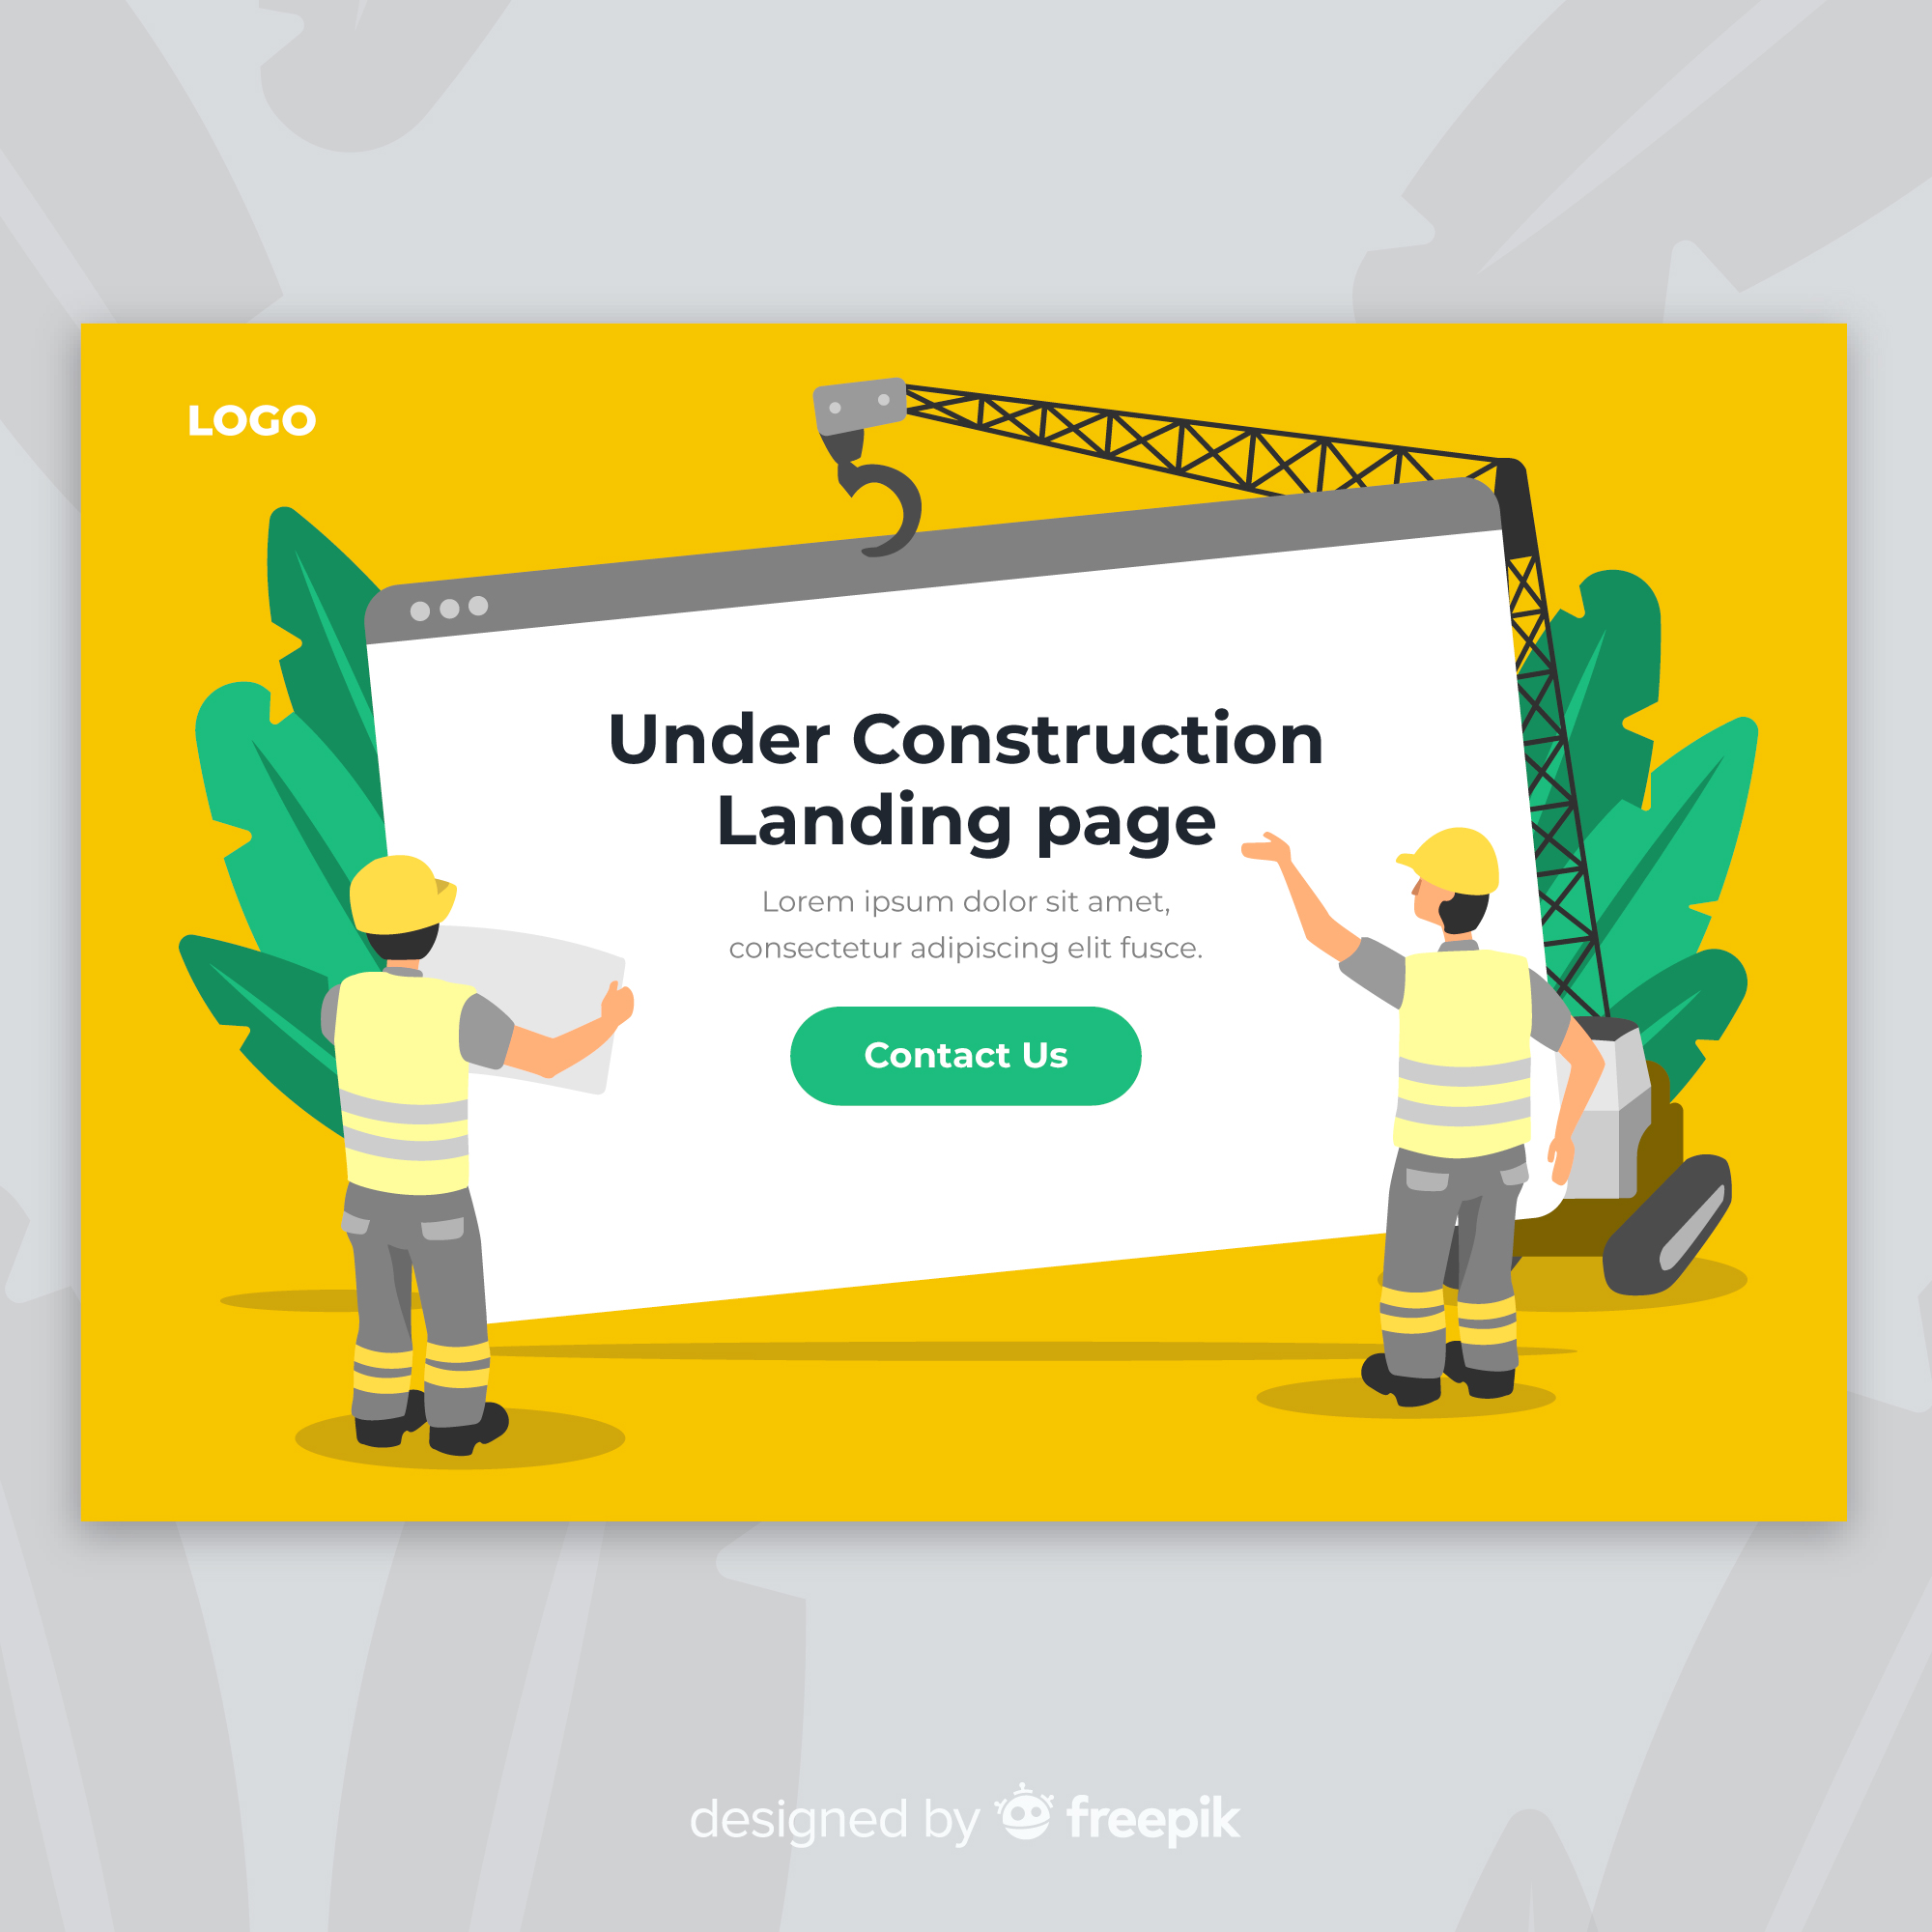 LOGO
Under Construction
Landing page
Lorem ipsum dolor sit amet,
consectetur adipiscing elit fusce.
Contact Us
designed by freepik